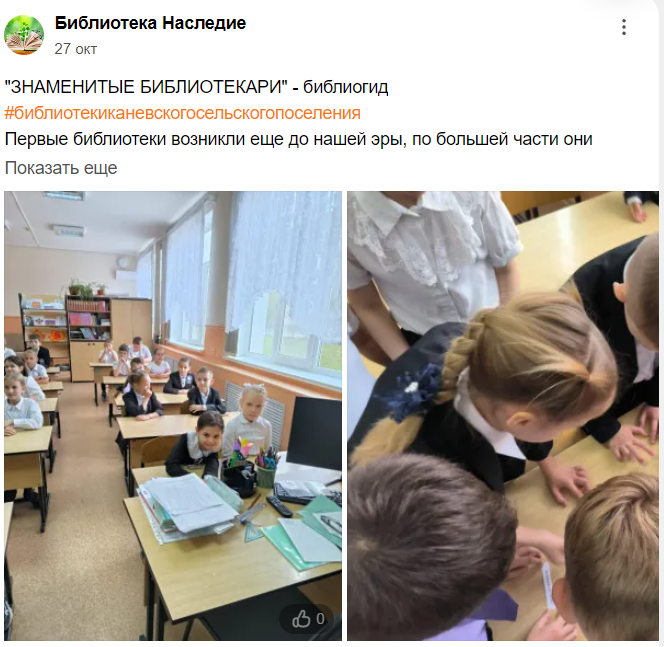 Библиотека Наследие
27 окт
"ЗНАМЕНИТЫЕ БИБЛИОТЕКАРИ" - библиогид
#библиотекиканевскогосельскогопоселения
Первые библиотеки возникли еще до нашей эры, по большей части они
Показать еще
0